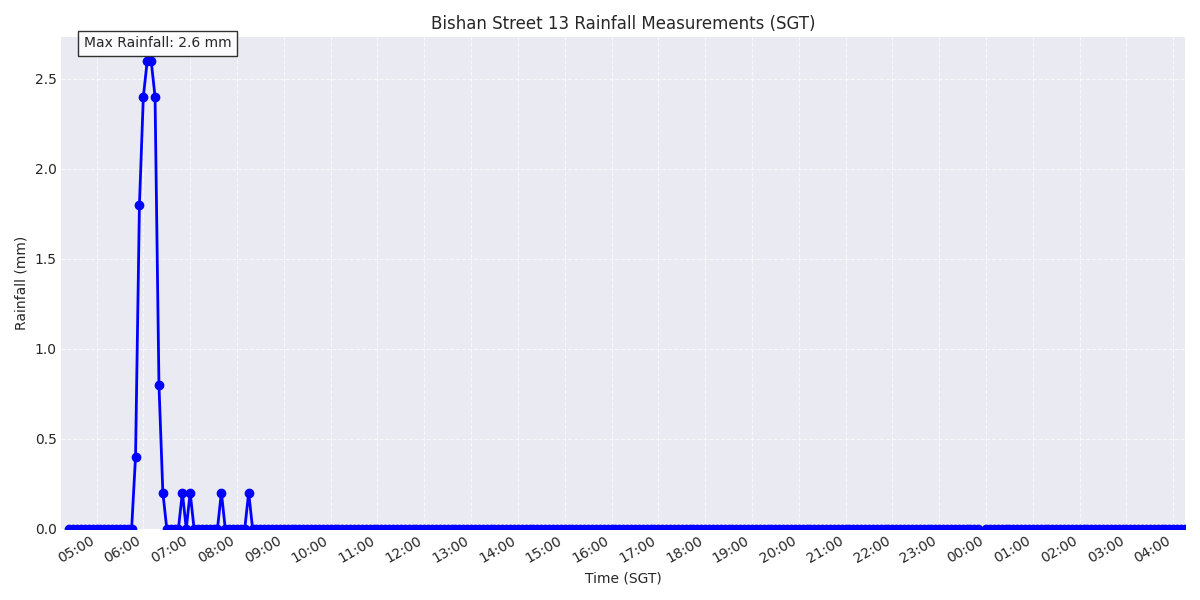 Bishan Street 13 Rainfall Measurements (SGT)
Max Rainfall: 2.6 mm
Rainfall (mm)
2.5
2.0
1.5
1.0
0.5
0.0
05:00 06:00 07:00 08:00 09:00 10:00 11:00 12:00 13:00 14:00 15:00 16:00 17:00 18:00 19:00 20:00 21:00 22:00 23:00 00:00 01:00 02:00 03:00 04:00
Time (SGT)